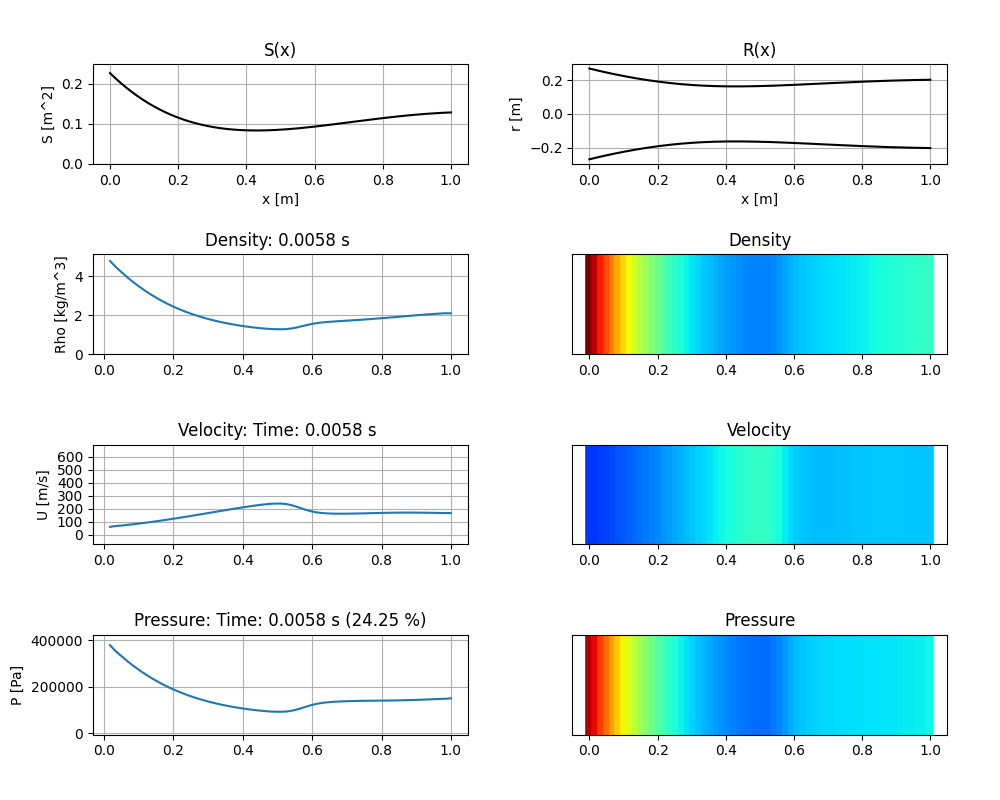 S(x)
S [m^2]
0.2
0.1
0.0
0.0 0.2 0.4 0.6 0.8 1.0
x [m]
R(x)
r [m]
0.2
0.0
−0.2
0.0 0.2 0.4 0.6 0.8 1.0
x [m]
Density: 0.0058 s
Rho [kg/m^3]
4
2
0
0.0 0.2 0.4 0.6 0.8 1.0
Density
0.0 0.2 0.4 0.6 0.8 1.0
Velocity: Time: 0.0058 s
U [m/s]
600
500
400
300
200
100
0
0.0 0.2 0.4 0.6 0.8 1.0
Velocity
0.0 0.2 0.4 0.6 0.8 1.0
Pressure: Time: 0.0058 s (24.25 %)
P [Pa]
400000
200000
0
0.0 0.2 0.4 0.6 0.8 1.0
Pressure
0.0 0.2 0.4 0.6 0.8 1.0